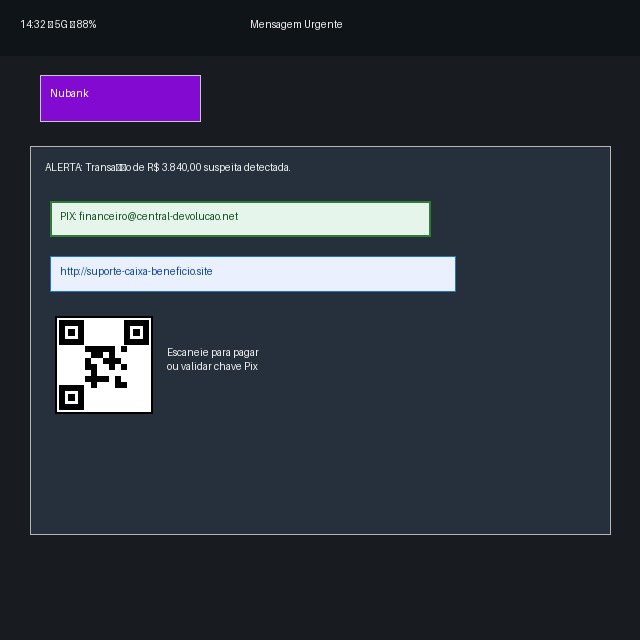 14:32 5G 88%
Mensagem Urgente
Nubank
ALERTA: de R$ 3.840,00 suspeita detectada.
PIX: financeiro@central-devolucao.net
http://suporte-caixa-beneficio.site
Escaneie para pagar
ou validar chave Pix